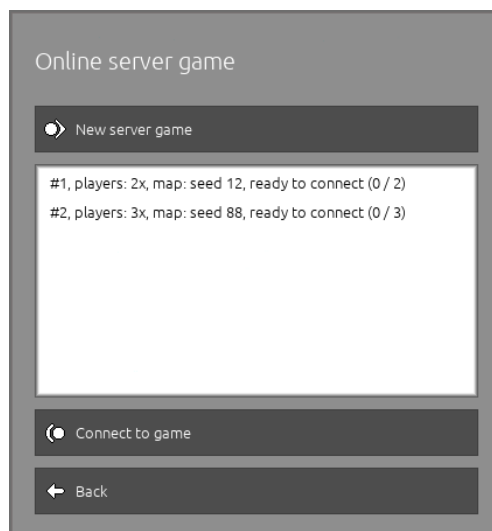 Online server game
New server game
#1, players: 2x, map: seed 12, ready to connect (0 / 2)
#2, players: 3x, map: seed 88, ready to connect (0 / 3)
Connect to game
Back